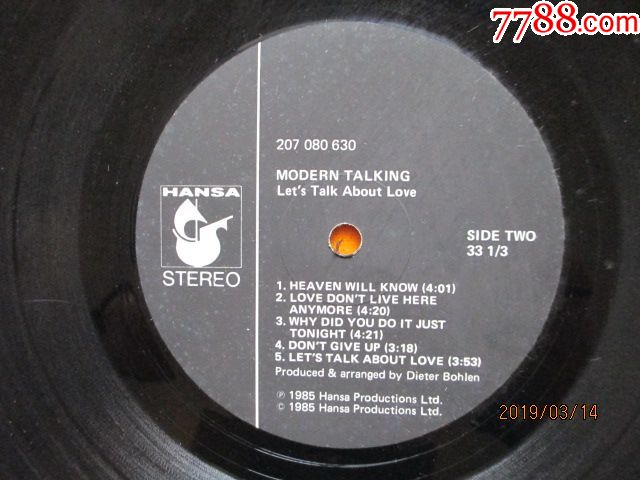 7788.com
207 080 630
MODERN TALKING
Let's Talk About Love
HANSA
STEREO
SIDE TWO
33 1/3
1. HEAVEN WILL KNOW (4:01)
2. LOVE DON'T LIVE HERE
ANYMORE (4:20)
3. WHY DID YOU DO IT JUST
TONIGHT (4:21)
4. DON'T GIVE UP (3:18)
5. LET'S TALK ABOUT LOVE (3:53)
Produced & arranged by Dieter Bohlen
℗ 1985 Hansa Productions Ltd.
© 1985 Hansa Productions Ltd.
2019/03/14